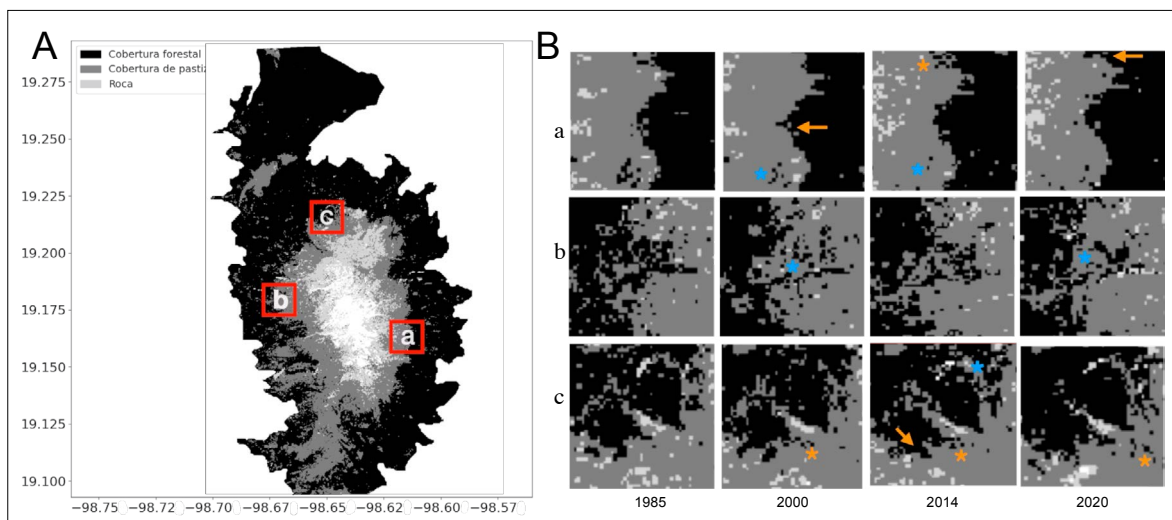 A
Cobertura forestal
Cobertura de pastiz
Roca
19.275
19.250
19.225
19.200
19.175
19.150
19.125
19.100
−98.75
−98.72
−98.70
−98.67
−98.65
−98.62
−98.60
−98.57
c
b
a
B
a
b
c
1985
2000
2014
2020